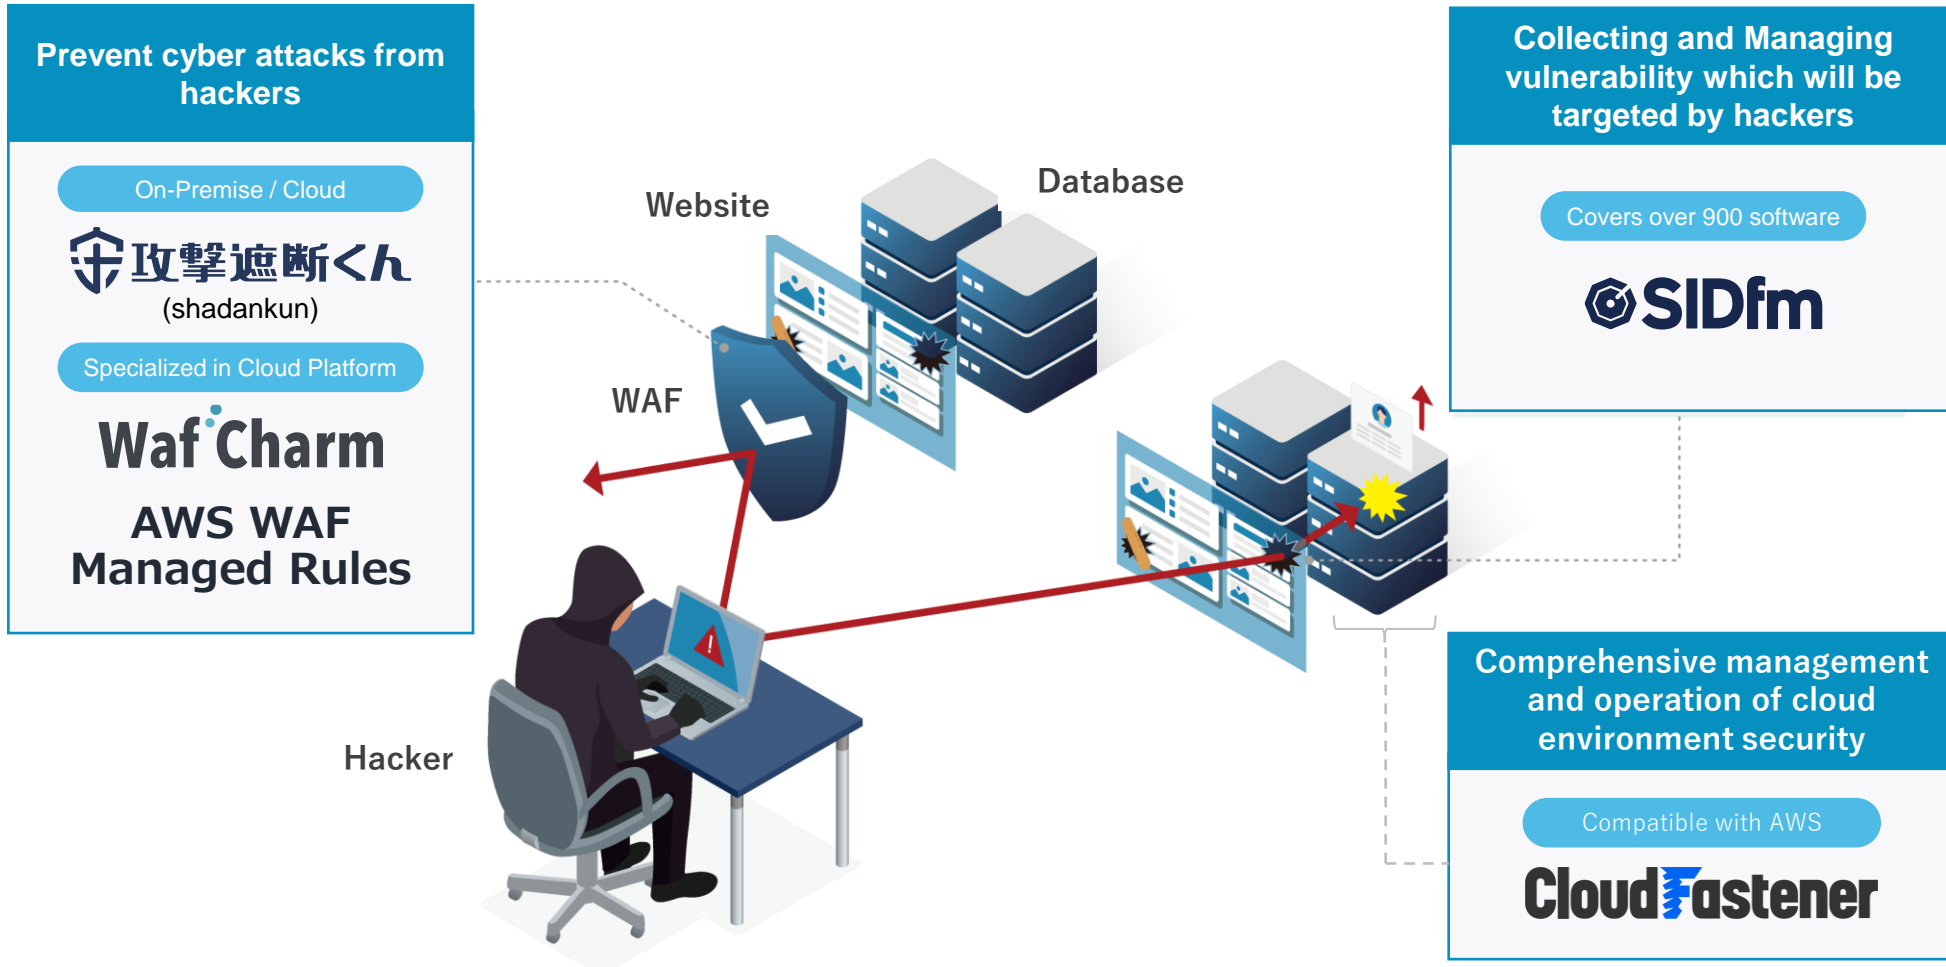 Prevent cyber attacks from
hackers
On-Premise / Cloud
攻撃遮断くん
(shadankun)
Specialized in Cloud Platform
WafCharm
AWS WAF
Managed Rules
Website
Database
WAF
Hacker
Collecting and Managing
vulnerability which will be
targeted by hackers
Covers over 900 software
SIDfm
Comprehensive management
and operation of cloud
environment security
Compatible with AWS
CloudFastener